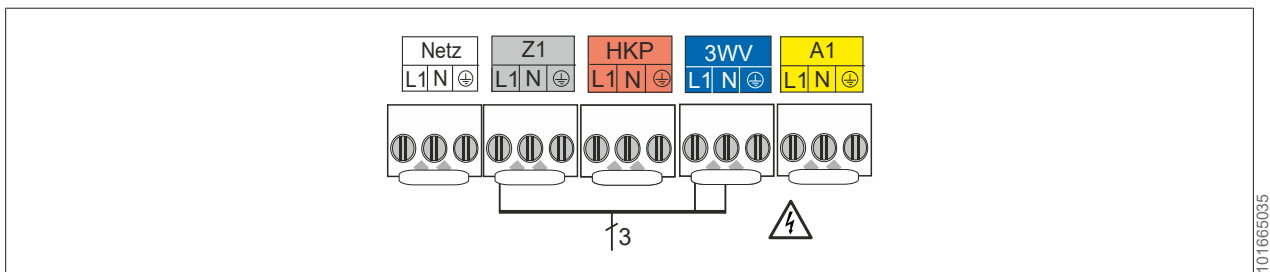 Netz Z1 HKP 3WV A1
L1 N L1 N L1 N L1 N L1 N
3
101665035